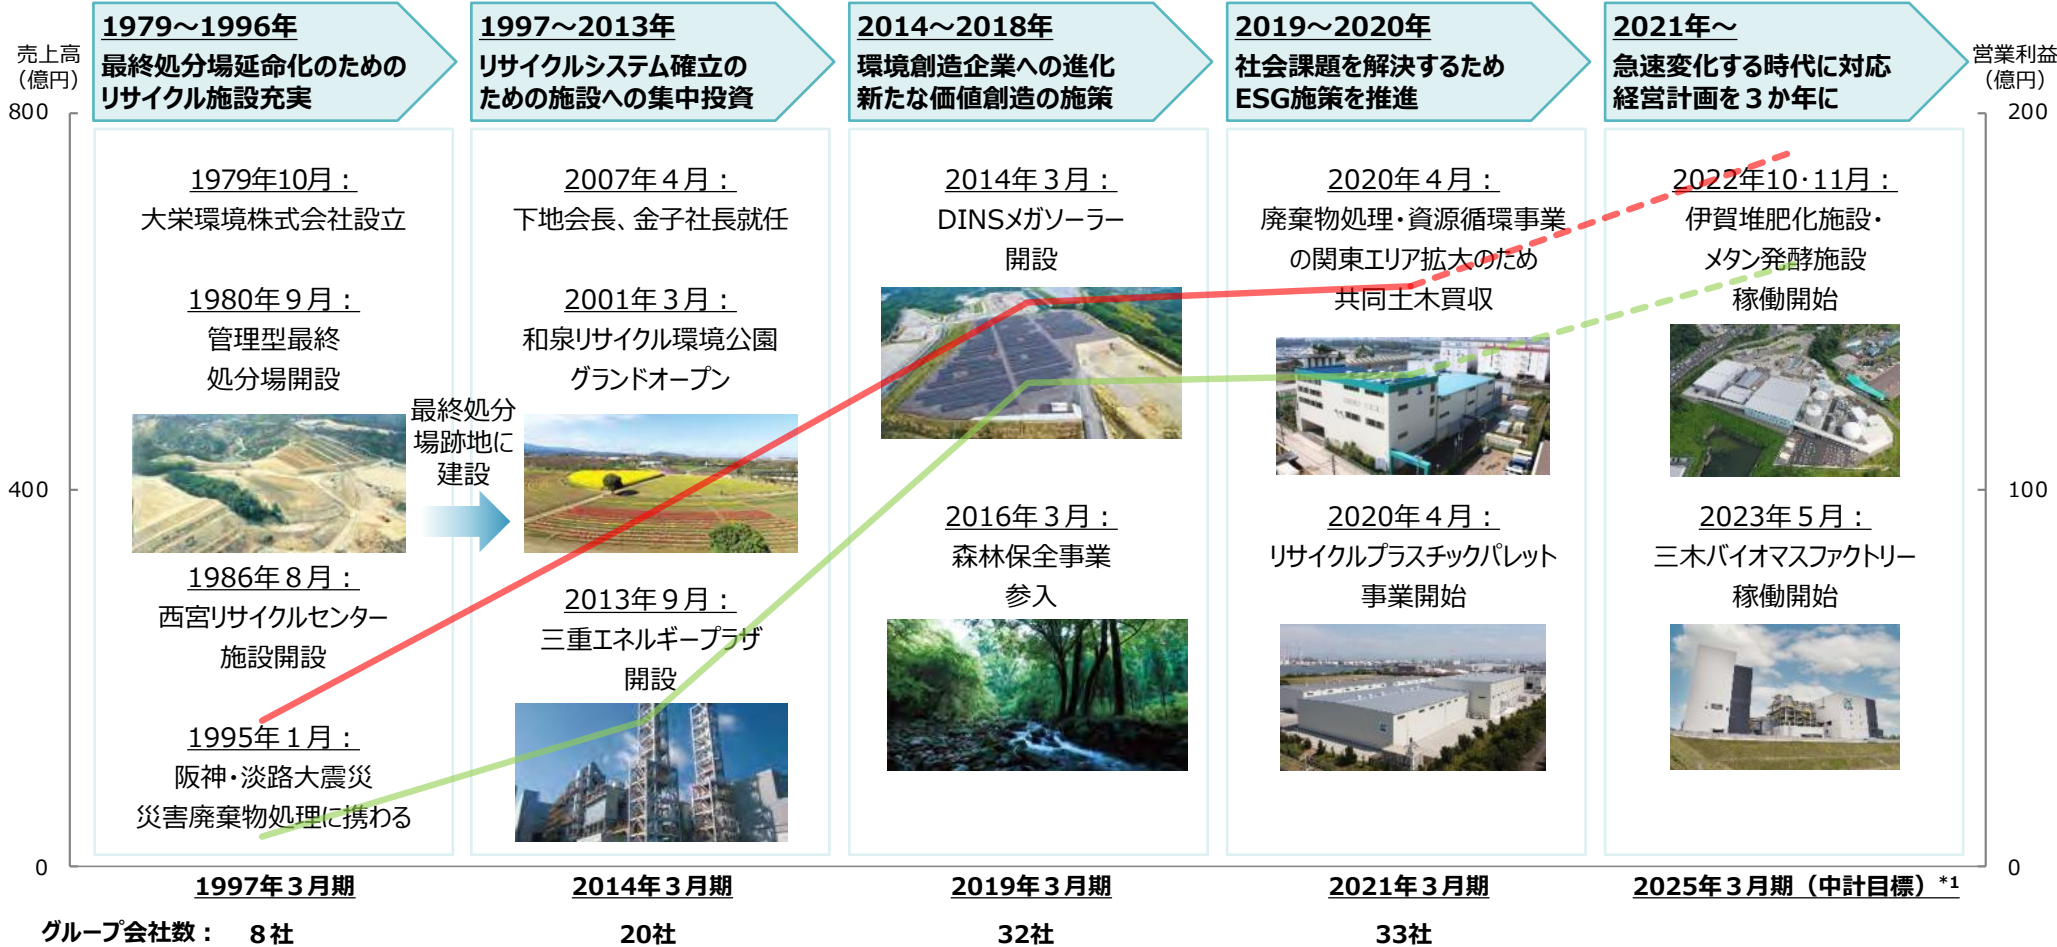 売上高
（億円）
800
400
0
1979～1996年
最終処分場延命化のための
リサイクル施設充実
1979年10月：
大栄環境株式会社設立
1980年９月：
管理型最終
処分場開設
1986年８月：
西宮リサイクルセンター
施設開設
1995年１月：
阪神・淡路大震災
災害廃棄物処理に携わる
最終処分
場跡地に
建設
1997～2013年
リサイクルシステム確立の
ための施設への集中投資
2007年４月：
下地会長、金子社長就任
2001年３月：
和泉リサイクル環境公園
グランドオープン
2013年９月：
三重エネルギープラザ
開設
2014～2018年
環境創造企業への進化
新たな価値創造の施策
2014年３月：
DINSメガソーラー
開設
2016年３月：
森林保全事業
参入
2019～2020年
社会課題を解決するため
ESG施策を推進
2020年４月：
廃棄物処理・資源循環事業
の関東エリア拡大のため
共同土木買収
2020年４月：
リサイクルプラスチックパレット
事業開始
2021年～
急速変化する時代に対応
経営計画を３か年に
2022年10･11月：
伊賀堆肥化施設・
メタン発酵施設
稼働開始
2023年５月：
三木バイオマスファクトリー
稼働開始
営業利益
（億円）
200
100
0
1997年３月期
2014年３月期
2019年３月期
2021年３月期
2025年３月期（中計目標）*1
グループ会社数： ８社 20社 32社 33社